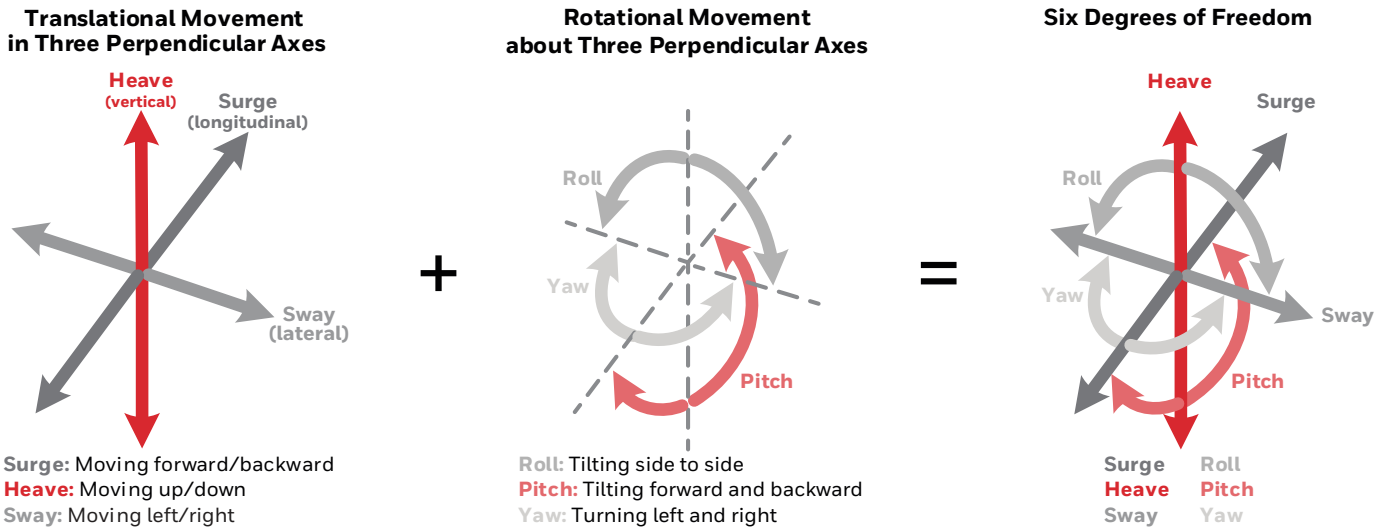 Translational Movement
in Three Perpendicular Axes
Heave
(vertical)
Surge
(longitudinal)
Sway
(lateral)
Surge: Moving forward/backward
Heave: Moving up/down
Sway: Moving left/right
+
Rotational Movement
about Three Perpendicular Axes
Roll
Yaw
Pitch
Roll: Tilting side to side
Pitch: Tilting forward and backward
Yaw: Turning left and right
=
Six Degrees of Freedom
Heave
Surge
Roll
Yaw
Sway
Pitch
Surge Roll
Heave Pitch
Sway Yaw